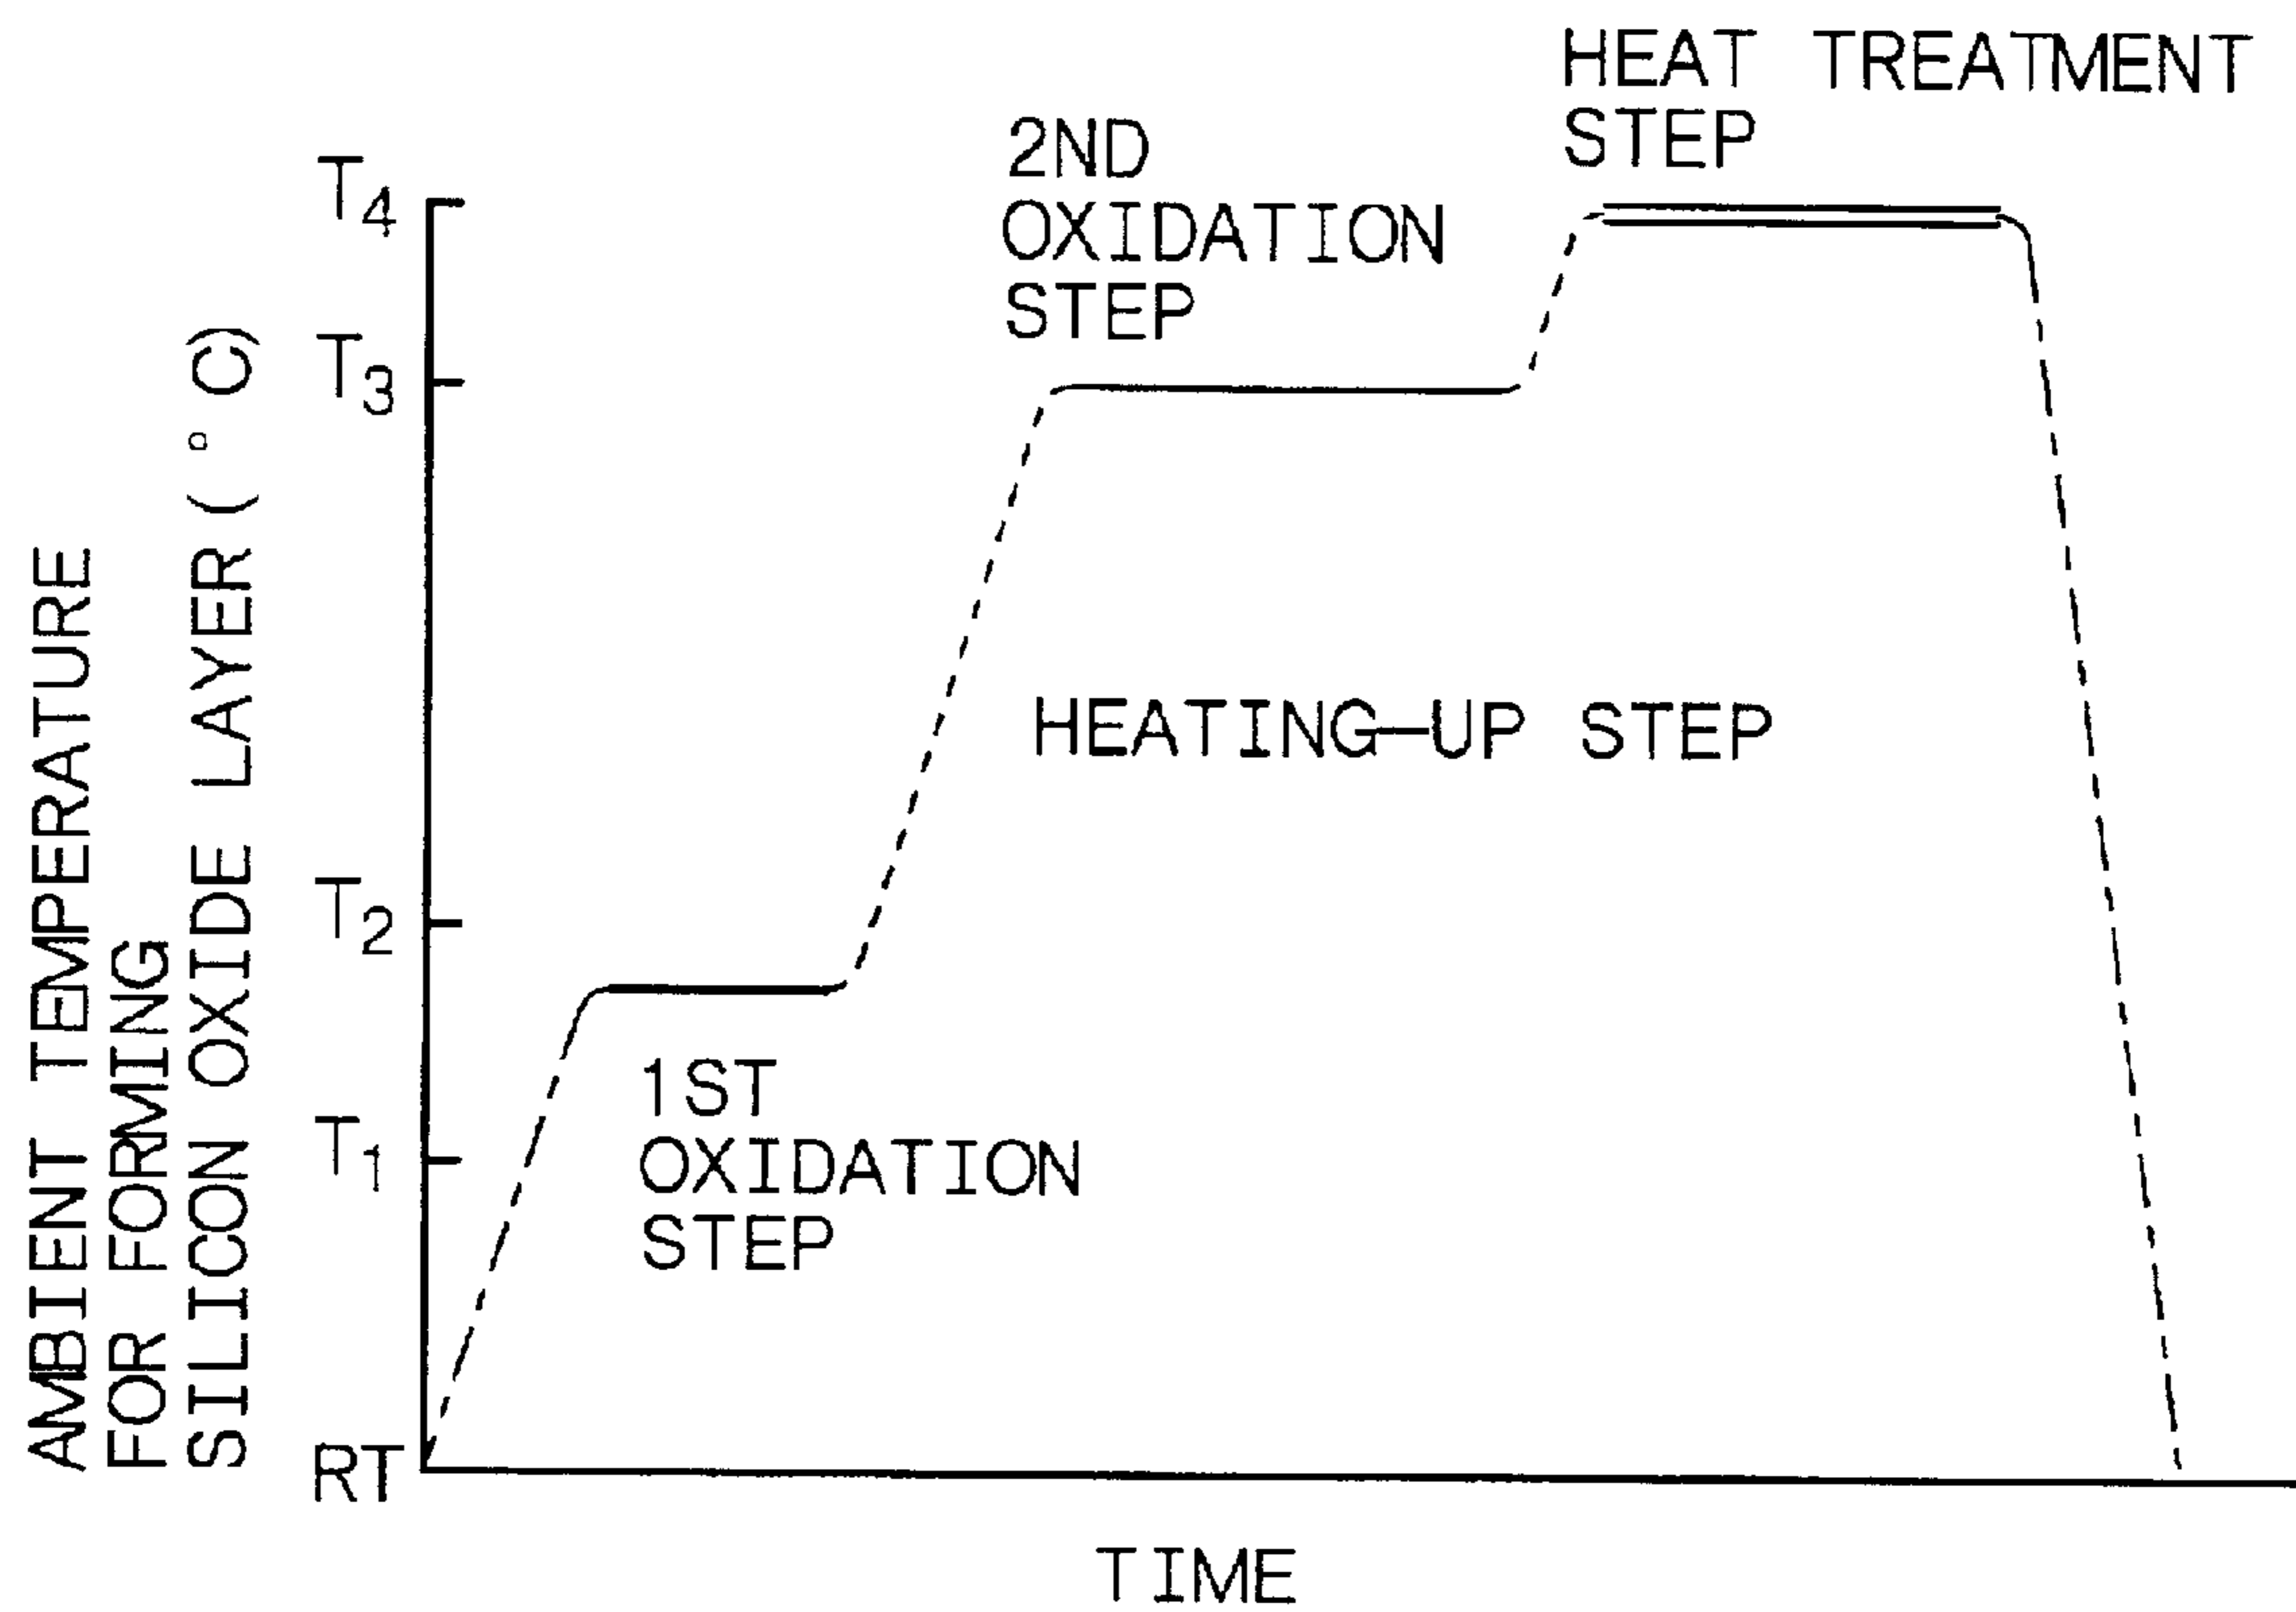 HEAT TREATMENT
STEP
2ND
OXIDATION
STEP
T4
T3
HEATING-UP STEP
T2
1ST
OXIDATION
STEP
T1
RT
AMBIENT TEMPERATURE
FOR FORMING
SILICON OXIDE LAYER (°C)
TIME